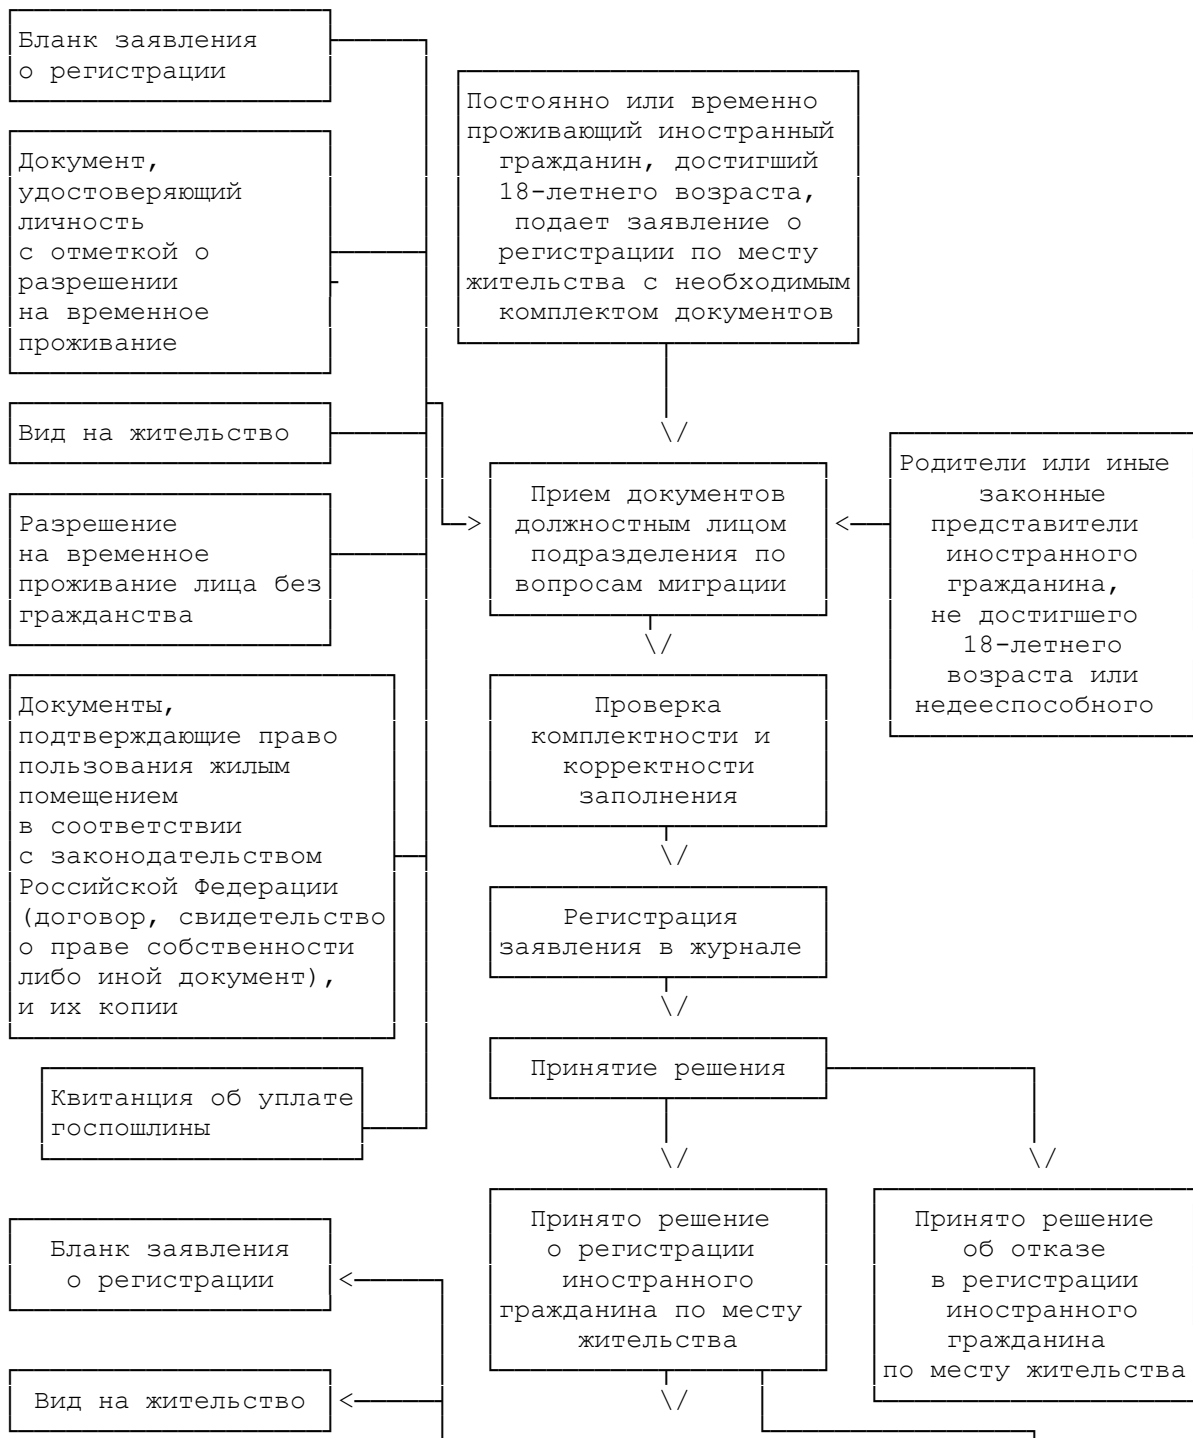 Бланк заявления
о регистрации
Постоянно или временно
проживающий иностранный
гражданин, достигший
18-летнего возраста,
подает заявление о
регистрации по месту
жительства с необходимым
комплектом документов
Документ,
удостоверяющий
личность
с отметкой о
разрешении
на временное
проживание
Вид на жительство
Разрешение
на временное
проживание лица без
гражданства
Прием документов
должностным лицом
подразделения по
вопросам миграции
Родители или иные
законные
представители
иностранного
гражданина,
не достигшего
18-летнего
возраста или
недееспособного
Документы,
подтверждающие право
пользования жилым
помещением
в соответствии
с законодательством
Российской Федерации
(договор, свидетельство
о праве собственности
либо иной документ),
и их копии
Проверка
комплектности и
корректности
заполнения
Регистрация
заявления в журнале
Квитанция об уплате
госпошлины
Принятие решения
Принято решение
о регистрации
иностранного
гражданина по месту
жительства
Принято решение
об отказе
в регистрации
иностранного
гражданина
по месту жительства
Бланк заявления
о регистрации
Вид на жительство